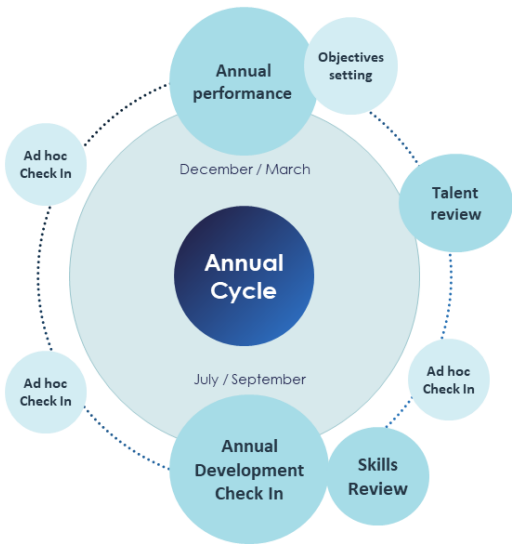 Annual
performance
Objectives
setting
Ad hoc
Check In
December / March
Talent
review
Annual
Cycle
Ad hoc
Check In
July / September
Ad hoc
Check In
Annual
Development
Check In
Skills
Review